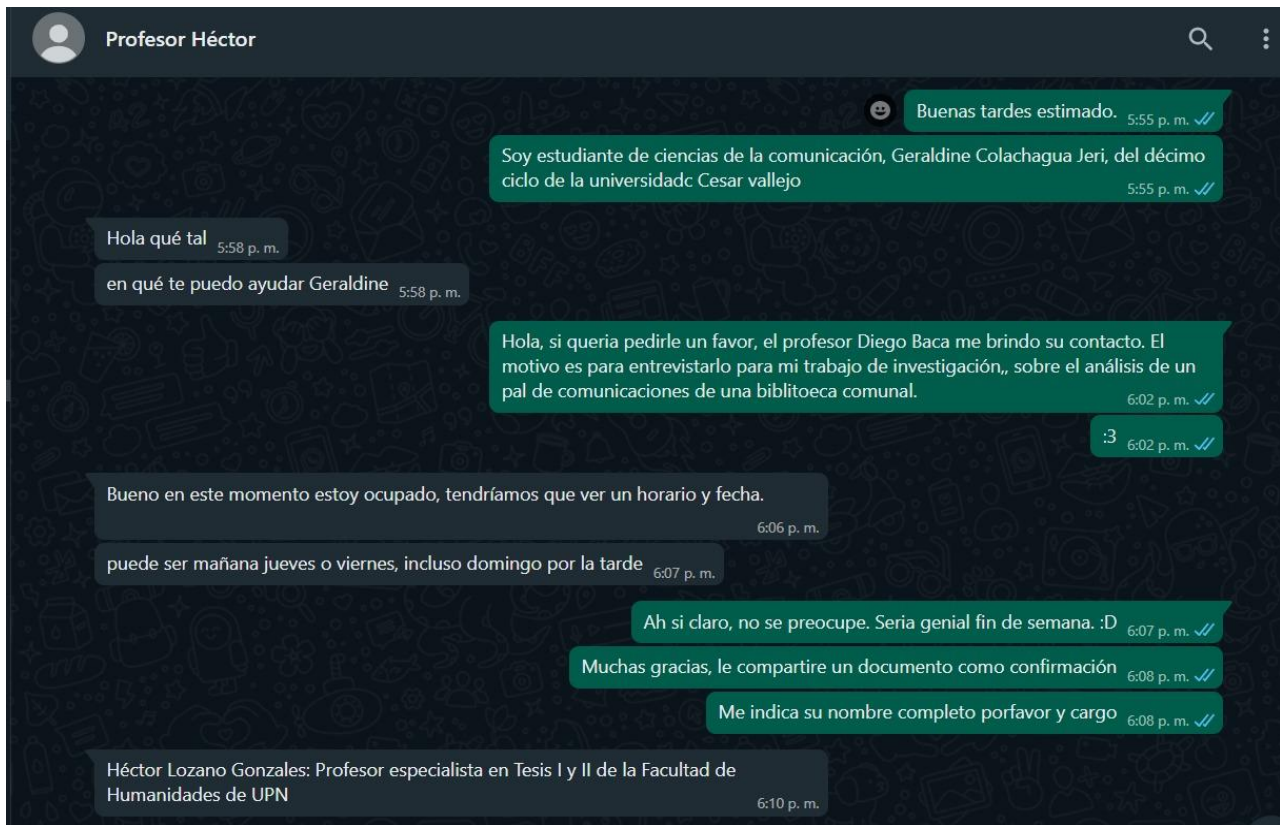 Profesor Héctor
Buenas tardes estimado. 5:55 p. m.
Soy estudiante de ciencias de la comunicación, Geraldine Colachagua Jeri, del décimo
ciclo de la universidadc Cesar vallejo 5:55 p. m.
Hola qué tal 5:58 p. m.
en qué te puedo ayudar Geraldine 5:58 p. m.
Hola, si queria pedirle un favor, el profesor Diego Baca me brindo su contacto. El
motivo es para entrevistarlo para mi trabajo de investigación,, sobre el análisis de un
pal de comunicaciones de una biblitoeca comunal. 6:02 p. m.
:3 6:02 p. m.
Bueno en este momento estoy ocupado, tendríamos que ver un horario y fecha.
6:06 p. m.
puede ser mañana jueves o viernes, incluso domingo por la tarde 6:07 p. m.
Ah si claro, no se preocupe. Seria genial fin de semana. :D 6:07 p. m.
Muchas gracias, le compartire un documento como confirmación 6:08 p. m.
Me indica su nombre completo porfavor y cargo 6:08 p. m.
Héctor Lozano Gonzales: Profesor especialista en Tesis I y II de la Facultad de
Humanidades de UPN 6:10 p. m.